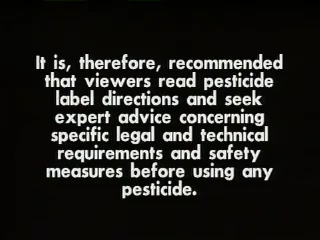 It is, therefore, recommended
that viewers read pesticide
label directions and seek
expert advice concerning
specific legal and technical
requirements and safety
measures before using any
pesticide.